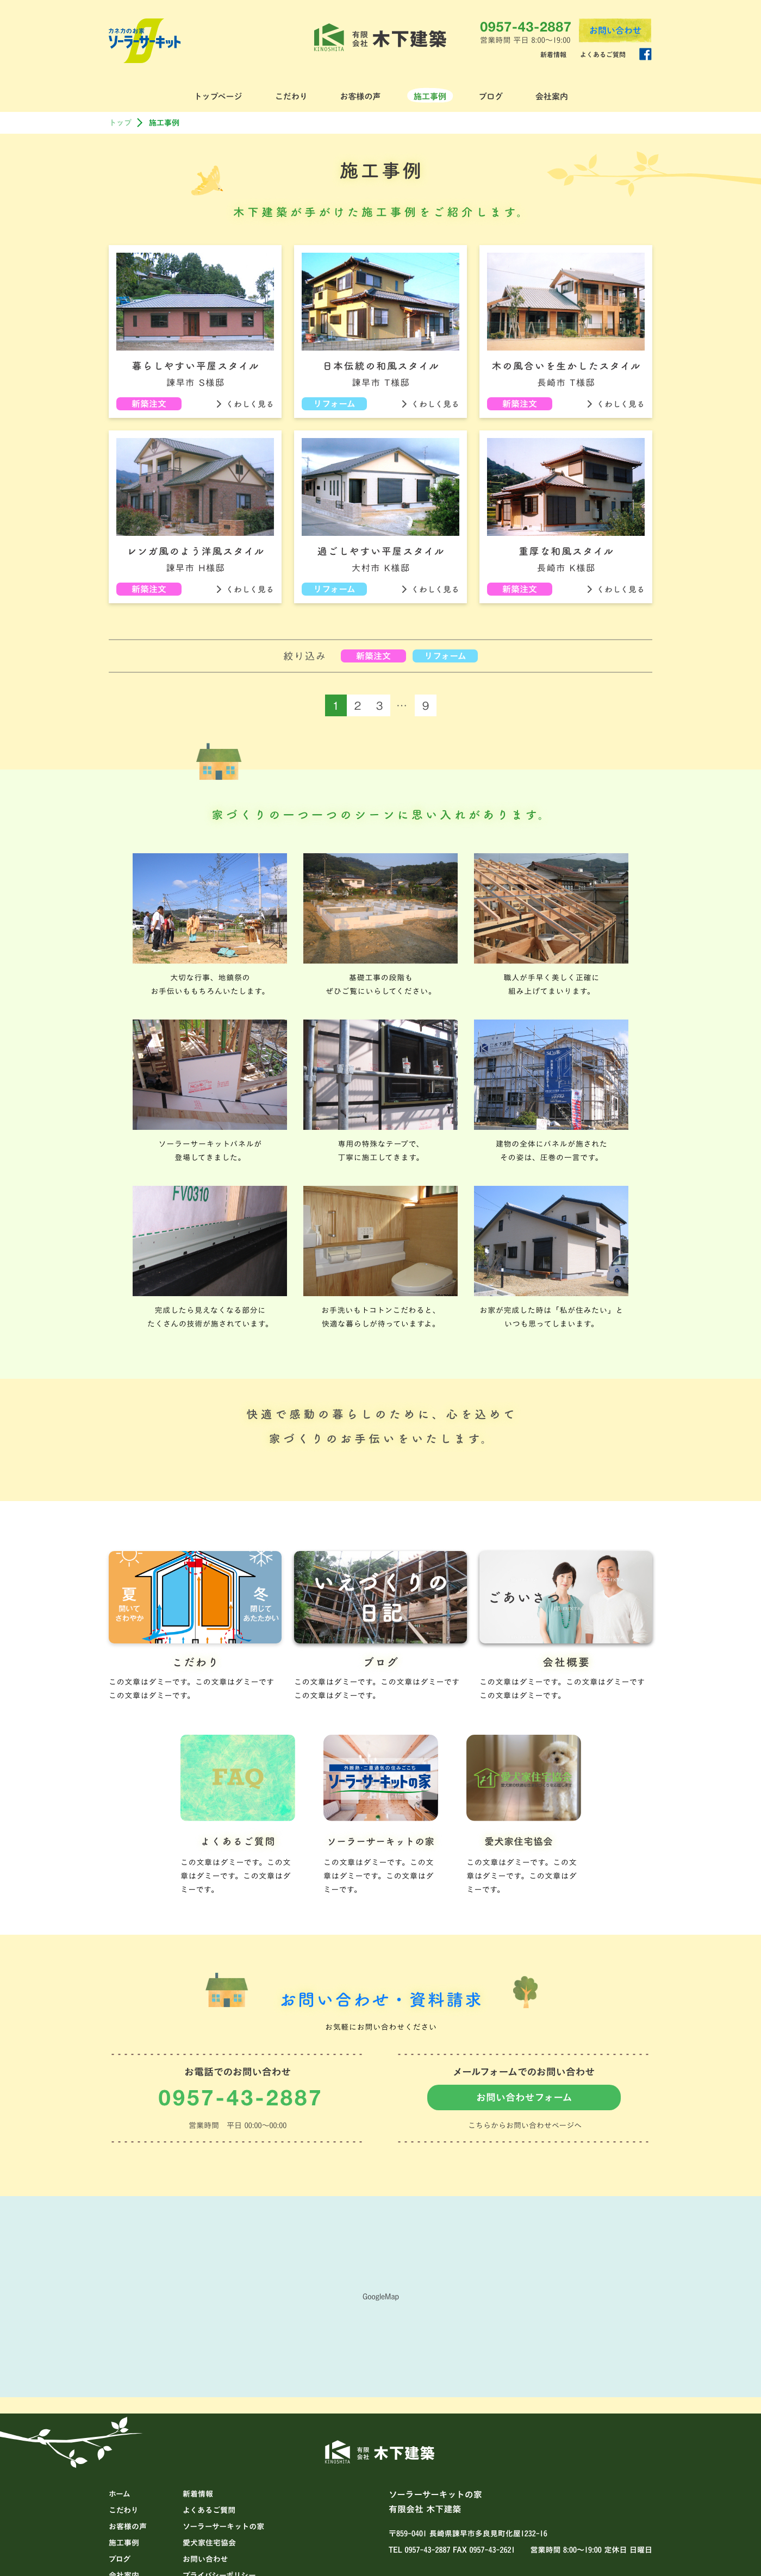 カネカのお家
ソーラーサーキット
KINOSHITA
有限会社 木下建築
0957-43-2887
営業時間 平日 8:00〜19:00
お問い合わせ
新着情報 よくあるご質問
トップページ こだわり お客様の声 施工事例 ブログ 会社案内
トップ 施工事例
施工事例
木下建築が手がけた施工事例をご紹介します。
暮らしやすい平屋スタイル
諫早市 S様邸
新築注文 くわしく見る
日本伝統の和風スタイル
諫早市 T様邸
リフォーム くわしく見る
木の風合いを生かしたスタイル
長崎市 T様邸
新築注文 くわしく見る
レンガ風のよう洋風スタイル
諫早市 H様邸
新築注文 くわしく見る
過ごしやすい平屋スタイル
大村市 K様邸
リフォーム くわしく見る
重厚な和風スタイル
長崎市 K様邸
新築注文 くわしく見る
絞り込み 新築注文 リフォーム
1 2 3 … 9
家づくりの一つ一つのシーンに思い入れがあります。
大切な行事、地鎮祭の
お手伝いももちろんいたします。
基礎工事の段階も
ぜひご覧にいらしてください。
職人が手早く美しく正確に
組み上げてまいります。
ソーラーサーキットパネルが
登場してきました。
専用の特殊なテープで、
丁寧に施工してきます。
建物の全体にパネルが施された
その姿は、圧巻の一言です。
FV0310
完成したら見えなくなる部分に
たくさんの技術が施されています。
お手洗いもトコトンこだわると、
快適な暮らしが待っていますよ。
お家が完成した時は「私が住みたい」と
いつも思ってしまいます。
快適で感動の暮らしのために、心を込めて
家づくりのお手伝いをいたします。
夏
開いて
さわやか
冬
閉じて
あたたかい
こだわり
この文章はダミーです。この文章はダミーです
この文章はダミーです。
いえづくりの
日記
ブログ
この文章はダミーです。この文章はダミーです
この文章はダミーです。
ごあいさつ
会社概要
この文章はダミーです。この文章はダミーです
この文章はダミーです。
FAQ
よくあるご質問
この文章はダミーです。この文
章はダミーです。この文章はダ
ミーです。
外断熱・二重通気の住みごこち
ソーラーサーキットの家
ソーラーサーキットの家
この文章はダミーです。この文
章はダミーです。この文章はダ
ミーです。
愛犬家住宅協会
愛犬家住宅協会
この文章はダミーです。この文
章はダミーです。この文章はダ
ミーです。
お問い合わせ・資料請求
お気軽にお問い合わせください
お電話でのお問い合わせ
0957-43-2887
営業時間 平日 00:00〜00:00
メールフォームでのお問い合わせ
お問い合わせフォーム
こちらからお問い合わせページへ
GoogleMap
KINOSHITA
有限会社 木下建築
ホーム
こだわり
お客様の声
施工事例
ブログ
会社案内
新着情報
よくあるご質問
ソーラーサーキットの家
愛犬家住宅協会
お問い合わせ
プライバシーポリシー
ソーラーサーキットの家
有限会社 木下建築
〒859-0401 長崎県諫早市多良見町化屋1232-16
TEL 0957-43-2887 FAX 0957-43-2621 営業時間 8:00〜19:00 定休日 日曜日